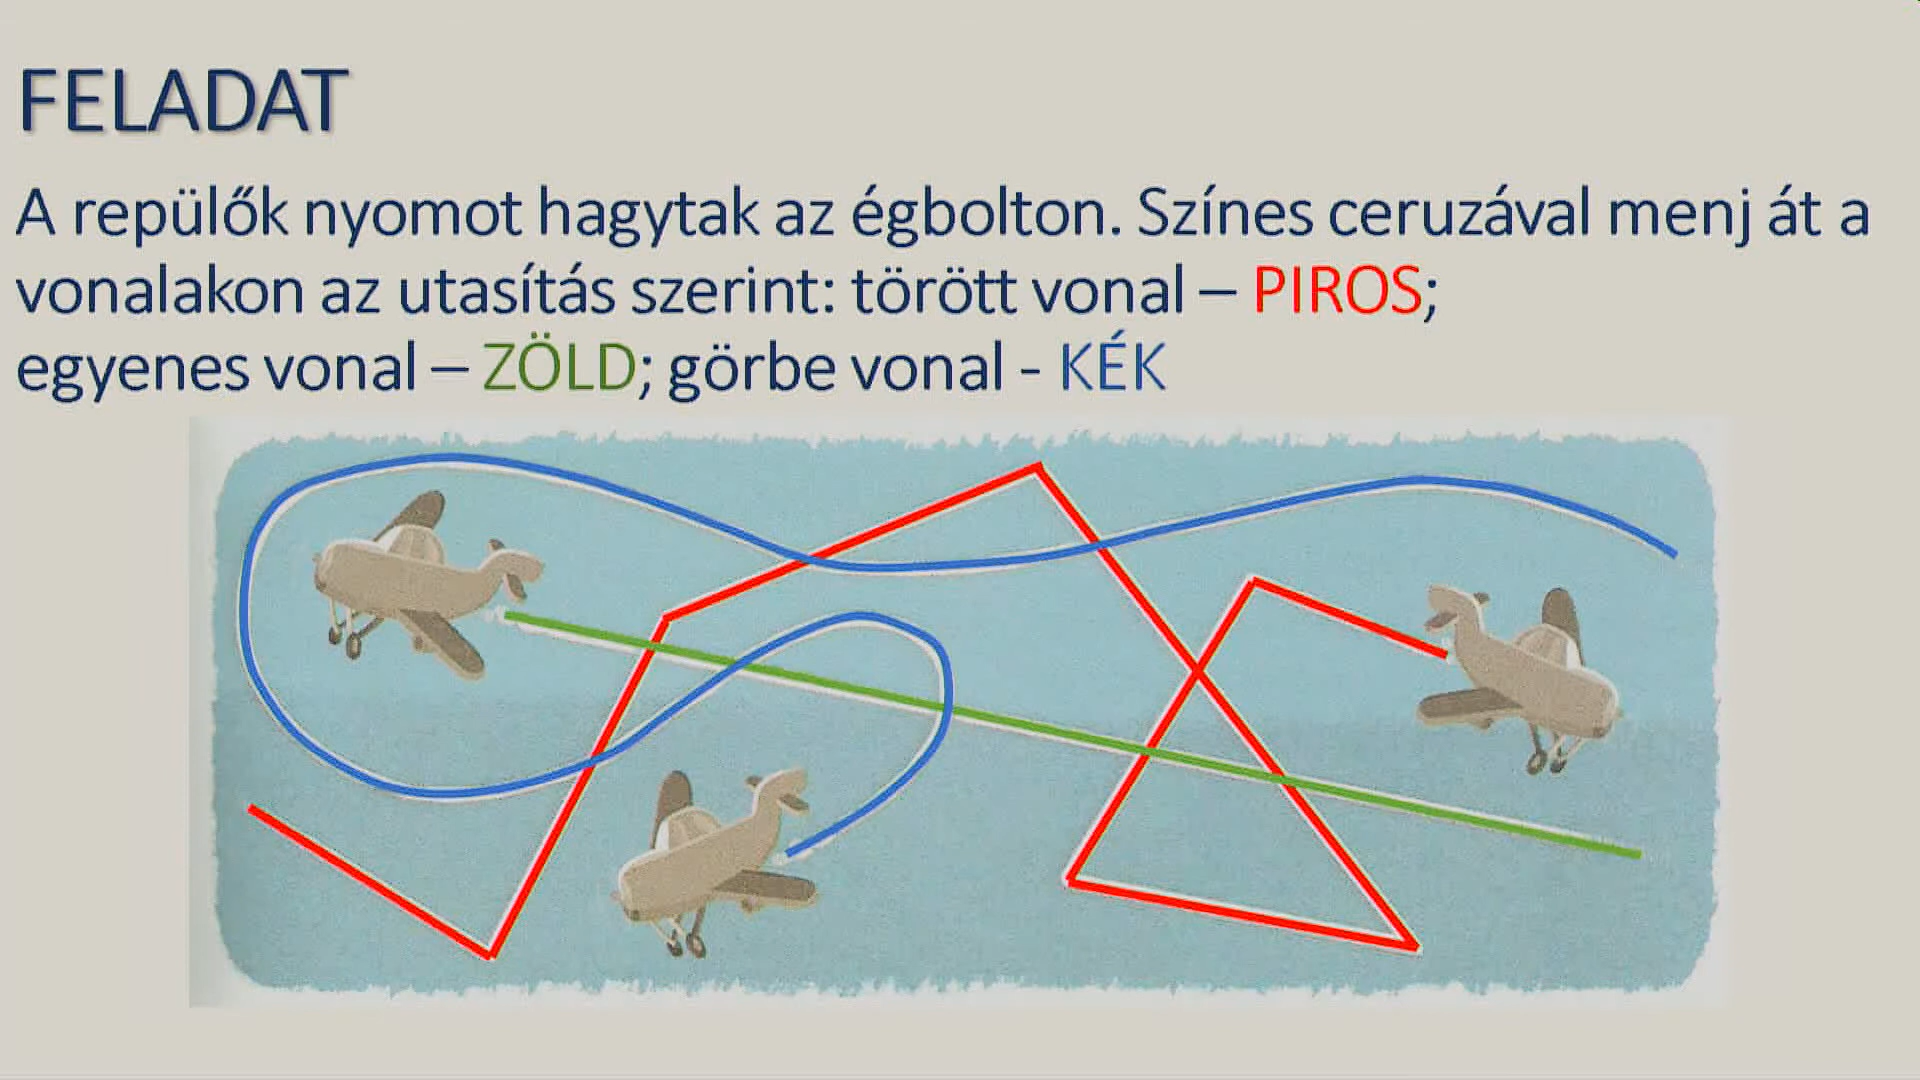 FELADAT
A repülők nyomot hagytak az égbolton. Színes ceruzával menj át a
vonalakon az utasítás szerint: törött vonal – PIROS;
egyenes vonal – ZÖLD; görbe vonal - KÉK